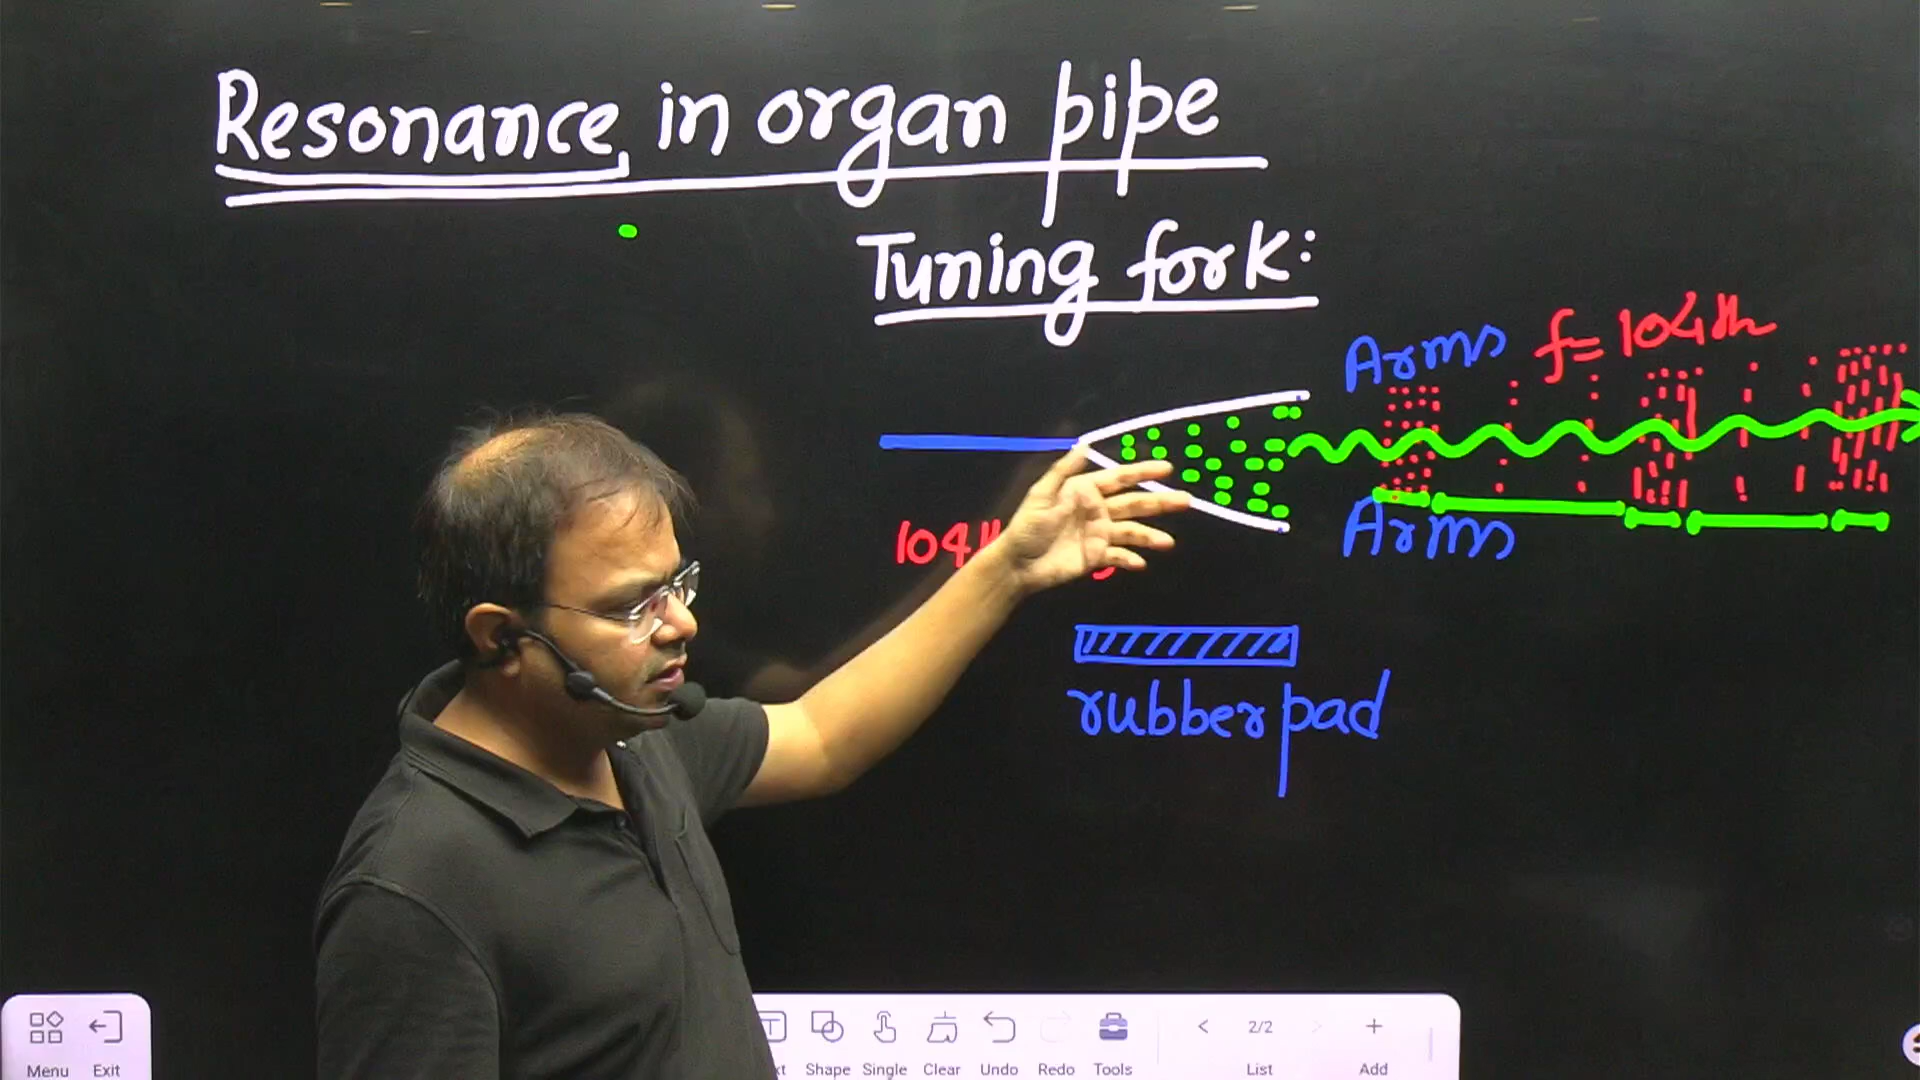 Resonance in organ pipe
Tuning fork:
Arms f= 104Hz
Arms
rubber pad
Menu Exit
Shape Single Clear Undo Redo Tools
2/2
List Add